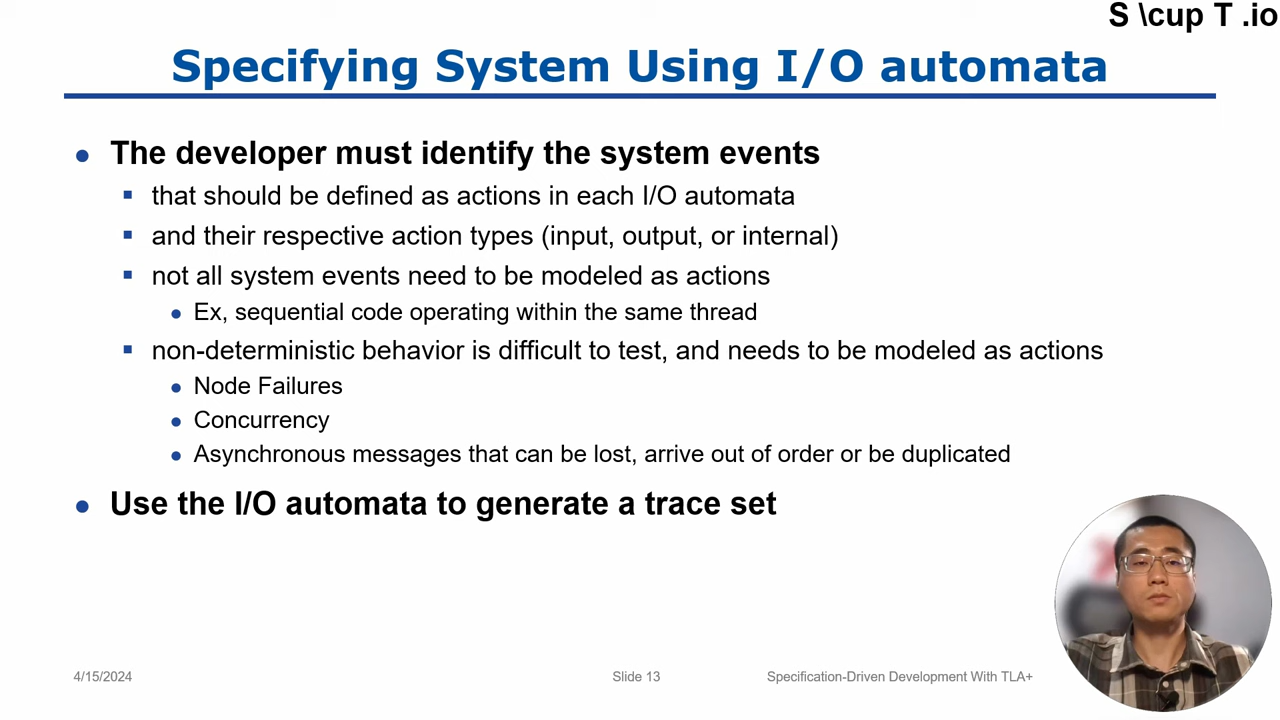 S \cup T .io
Specifying System Using I/O automata
The developer must identify the system events
that should be defined as actions in each I/O automata
and their respective action types (input, output, or internal)
not all system events need to be modeled as actions
Ex, sequential code operating within the same thread
non-deterministic behavior is difficult to test, and needs to be modeled as actions
Node Failures
Concurrency
Asynchronous messages that can be lost, arrive out of order or be duplicated
Use the I/O automata to generate a trace set
4/15/2024
Slide 13
Specification-Driven Development With TLA+